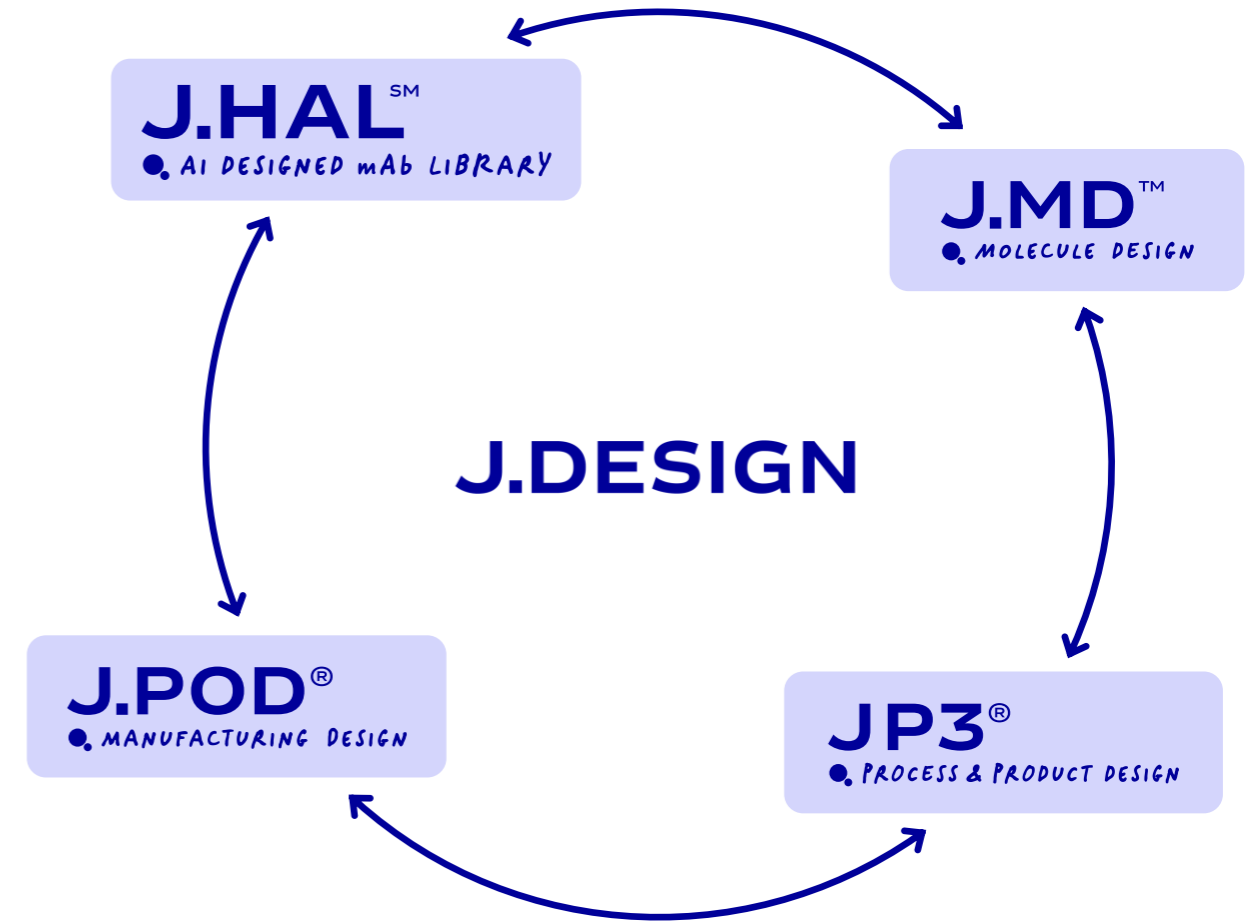 J.HAL℠
AI DESIGNED mAb LIBRARY
J.MD™
MOLECULE DESIGN
J.DESIGN
J.POD®
MANUFACTURING DESIGN
JP3®
PROCESS & PRODUCT DESIGN